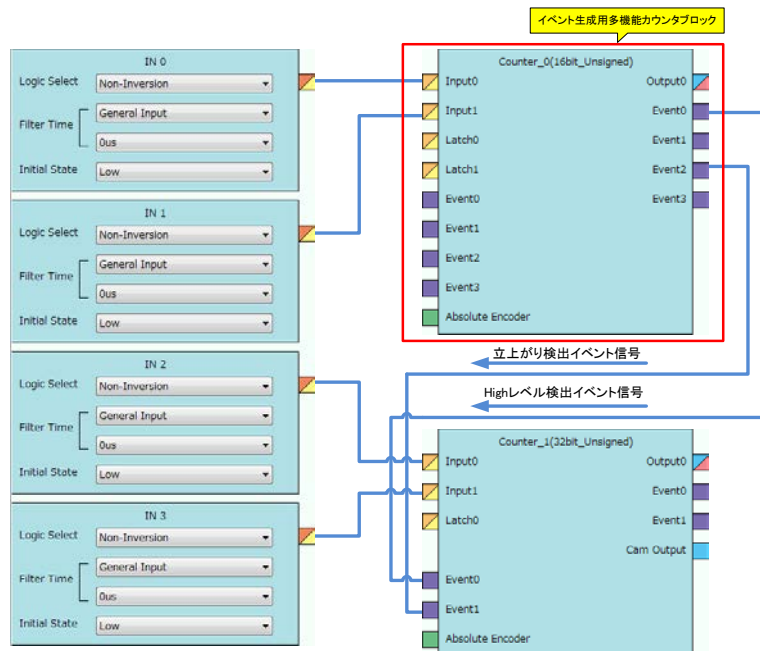 イベント生成用多機能カウンタブロック
IN 0
Logic Select Non-Inversion
Filter Time General Input
0us
Initial State Low
IN 1
Logic Select Non-Inversion
Filter Time General Input
0us
Initial State Low
IN 2
Logic Select Non-Inversion
Filter Time General Input
0us
Initial State Low
IN 3
Logic Select Non-Inversion
Filter Time General Input
0us
Initial State Low
Counter_0(16bit_Unsigned)
Input0 Output0
Input1 Event0
Latch0 Event1
Latch1 Event2
Event0 Event3
Event1
Event2
Event3
Absolute Encoder
立上がり検出イベント信号
Highレベル検出イベント信号
Counter_1(32bit_Unsigned)
Input0 Output0
Input1 Event0
Latch0 Event1
Cam Output
Event0
Event1
Absolute Encoder